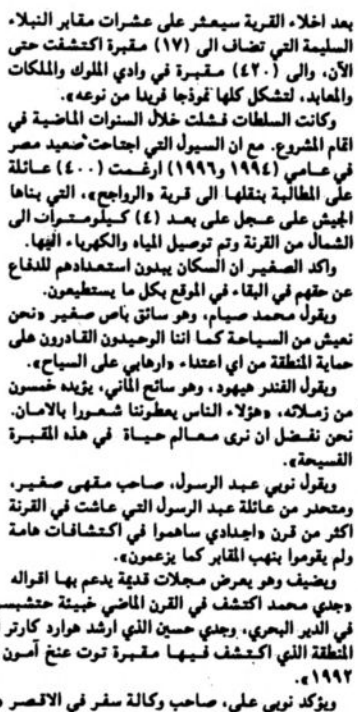 بعد اخلاء القرية سيعثر على عشرات مقابر النبلاء
السليمة التي تضاف الى (١٧) مقبرة اكتشفت حتى
الآن، والى (٤٢٠) مقبرة في وادي الملوك والملكات
والمعابد، لتشكل كلها نموذجا فريدا من نوعه».
وكانت السلطات فشلت خلال السنوات الماضية في
اتمام المشروع. مع ان السيول التي اجتاحت صعيد مصر
في عامي (١٩٩٤ و١٩٩٦) ارغمت (٤٠٠) عائلة
على المطالبة بنقلها الى قرية «الرواجح»، التي بناها
الجيش على عجل على بعد (٤) كيلومترات الى
الشمال من القرنة وتم توصيل المياه والكهرباء اليها.
واكد الصغير ان السكان يبدون استعدادهم للدفاع
عن حقهم في البقاء في الموقع بكل ما يستطيعون.
ويقول محمد صيام، وهو سائق باص صغير «نحن
نعيش من السياحة كما اننا الوحيدون القادرون على
حماية المنطقة من اي اعتداء «ارهابي على السياح».
ويقول الفندر هيهود، وهو سائح الماني، يؤيده خمسون
من زملائه، «هؤلاء الناس يعطوننا شعورا بالامان.
نحن نفضل ان نرى معالم حياة في هذه المقبرة
الفسيحة».
ويقول نوبي عبد الرسول، صاحب مقهى صغير،
ومتحدر من عائلة عبد الرسول التي عاشت في القرنة
اكثر من قرن «اجدادي ساهموا في اكتشافات هامة
ولم يقوموا بنهب المقابر كما يزعمون».
ويضيف وهو يعرض مجلات قديمة يدعم بها اقواله
«جدي محمد اكتشف في القرن الماضي خبيئة حتشبسـ
في الدير البحري، وجدي حسين الذي ارشد هوارد كارتر ا
المنطقة الذي اكتشف فيها مقبرة توت عنخ آمون
١٩٩٢».
ويؤكد نوبي علي، صاحب وكالة سفر في الاقصر و